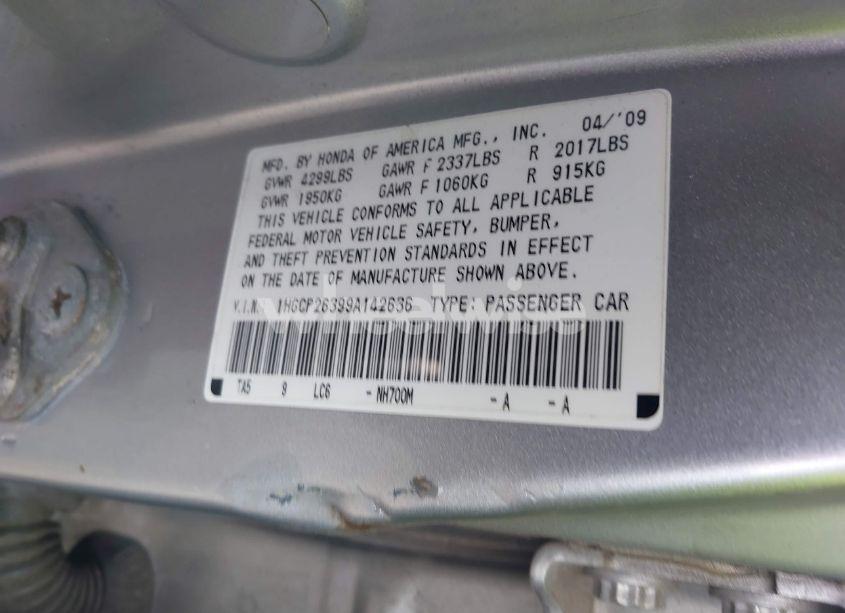 MFD. BY HONDA OF AMERICA MFG., INC. 04/'09
GVWR 4299LBS GAWR F 2337LBS R 2017LBS
GVWR 1950KG GAWR F 1060KG R 915KG
THIS VEHICLE CONFORMS TO ALL APPLICABLE
FEDERAL MOTOR VEHICLE SAFETY, BUMPER,
AND THEFT PREVENTION STANDARDS IN EFFECT
ON THE DATE OF MANUFACTURE SHOWN ABOVE.
V.I.N. 1HGCP26399A142636 TYPE: PASSENGER CAR
wheelwise
TA5 9 LC6 -NH700M -A -A